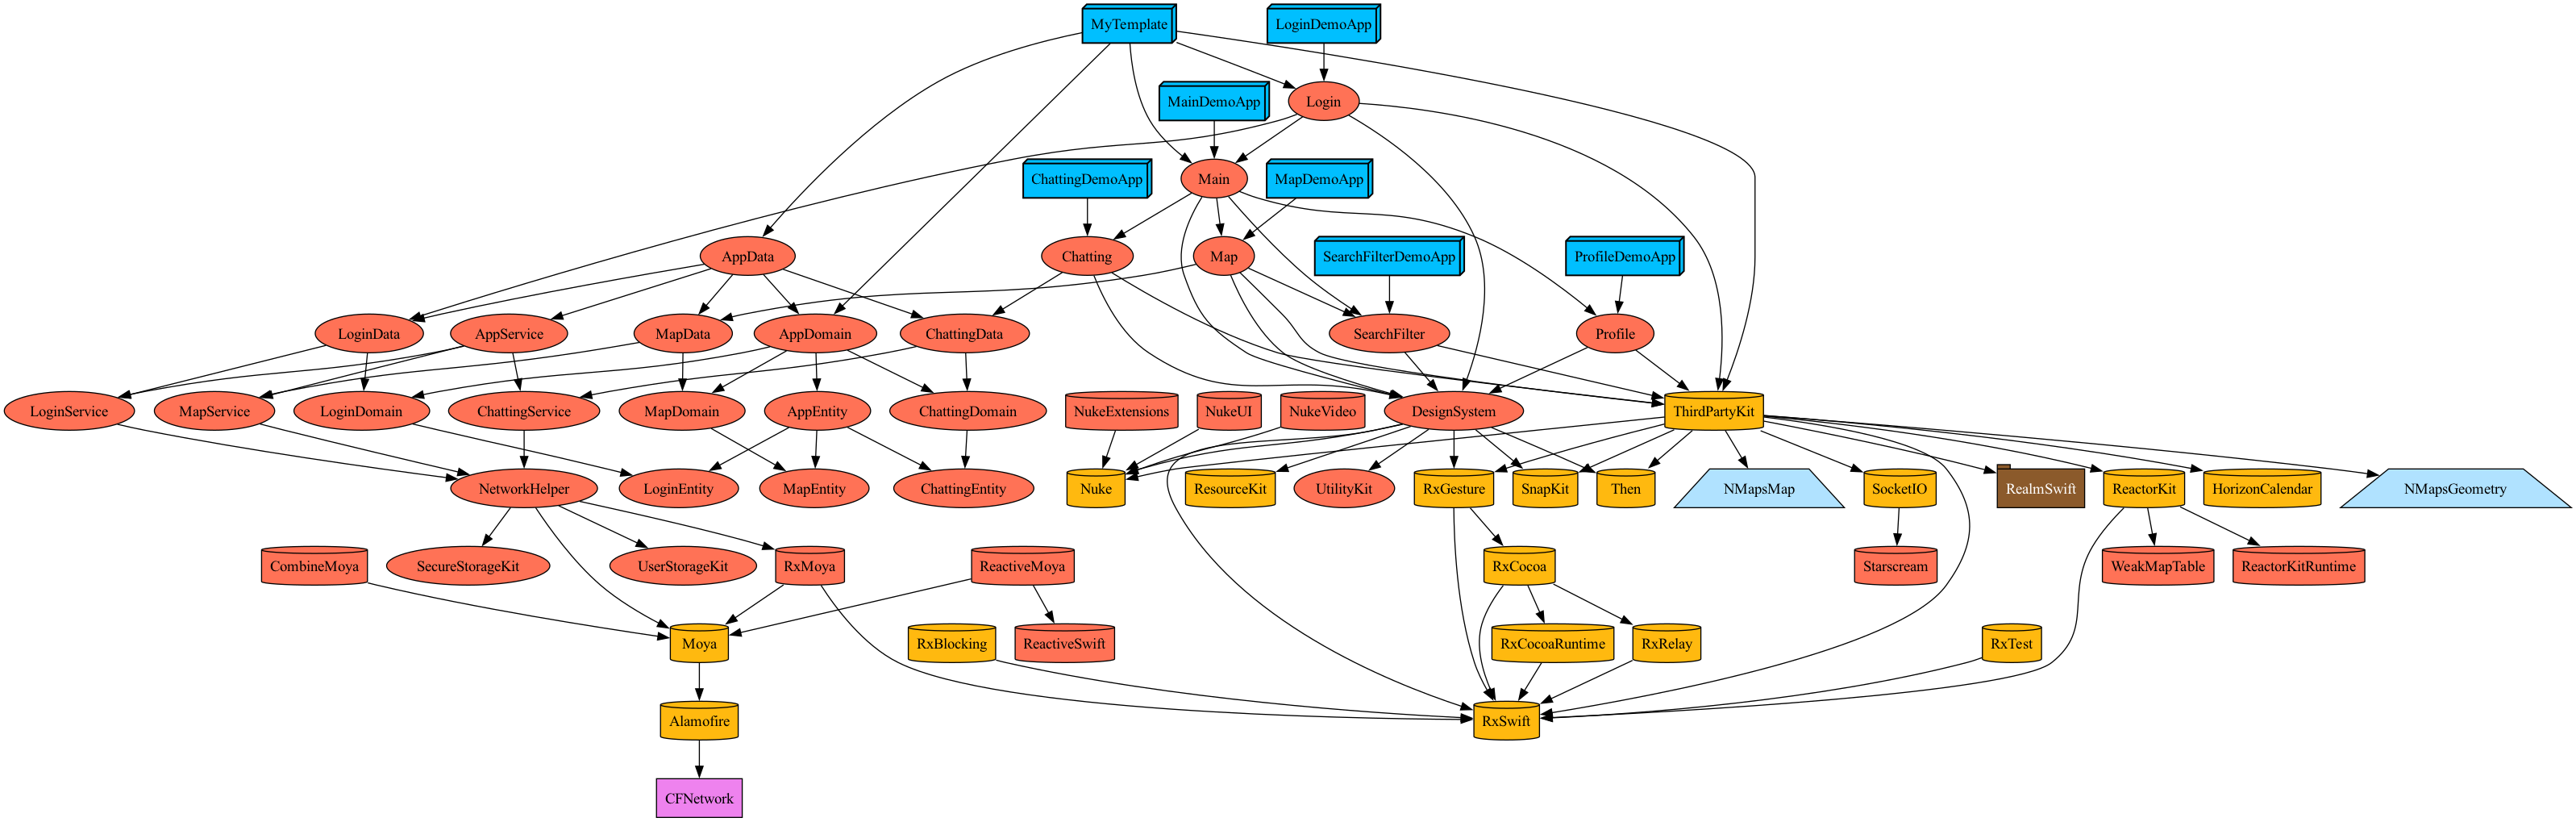 MyTemplate
LoginDemoApp
MainDemoApp
Login
ChattingDemoApp
Main
MapDemoApp
AppData
Chatting
Map
SearchFilterDemoApp
ProfileDemoApp
LoginData
AppService
MapData
AppDomain
ChattingData
SearchFilter
Profile
LoginService
MapService
LoginDomain
ChattingService
MapDomain
AppEntity
ChattingDomain
NukeExtensions
NukeUI
NukeVideo
DesignSystem
ThirdPartyKit
NetworkHelper
LoginEntity
MapEntity
ChattingEntity
Nuke
ResourceKit
UtilityKit
RxGesture
SnapKit
Then
NMapsMap
SocketIO
RealmSwift
ReactorKit
HorizonCalendar
NMapsGeometry
CombineMoya
SecureStorageKit
UserStorageKit
RxMoya
ReactiveMoya
RxCocoa
Starscream
WeakMapTable
ReactorKitRuntime
Moya
RxBlocking
ReactiveSwift
RxCocoaRuntime
RxRelay
RxTest
Alamofire
RxSwift
CFNetwork